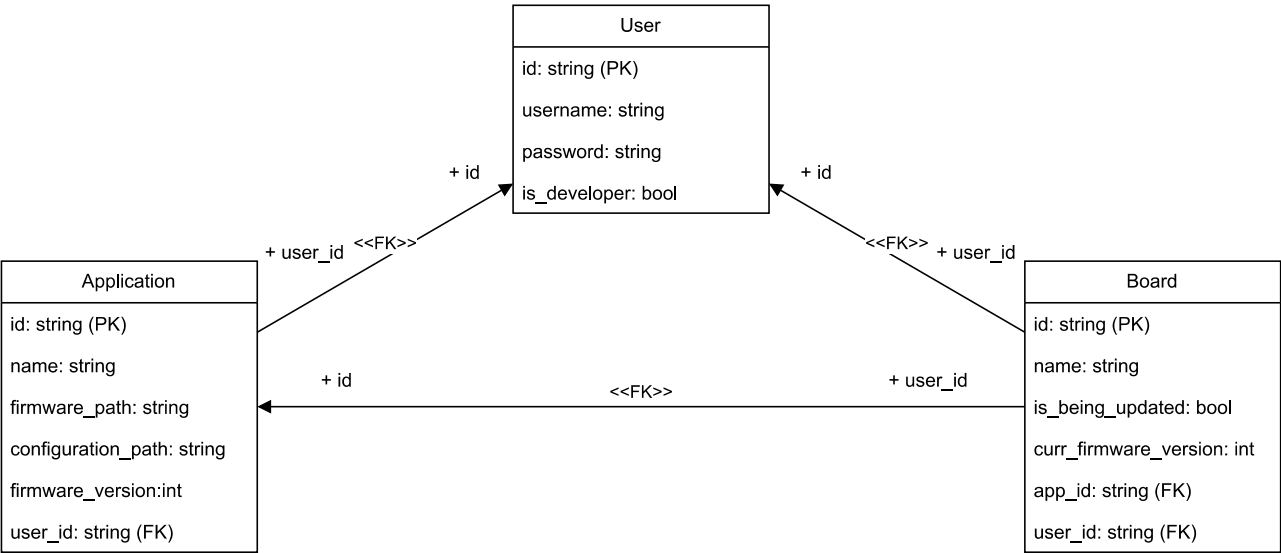 User
id: string (PK)
username: string
password: string
is_developer: bool
+ id
+ id
<<FK>>
+ user_id
<<FK>>
+ user_id
Application
id: string (PK)
name: string
firmware_path: string
configuration_path: string
firmware_version:int
user_id: string (FK)
+ id
<<FK>>
+ user_id
Board
id: string (PK)
name: string
is_being_updated: bool
curr_firmware_version: int
app_id: string (FK)
user_id: string (FK)